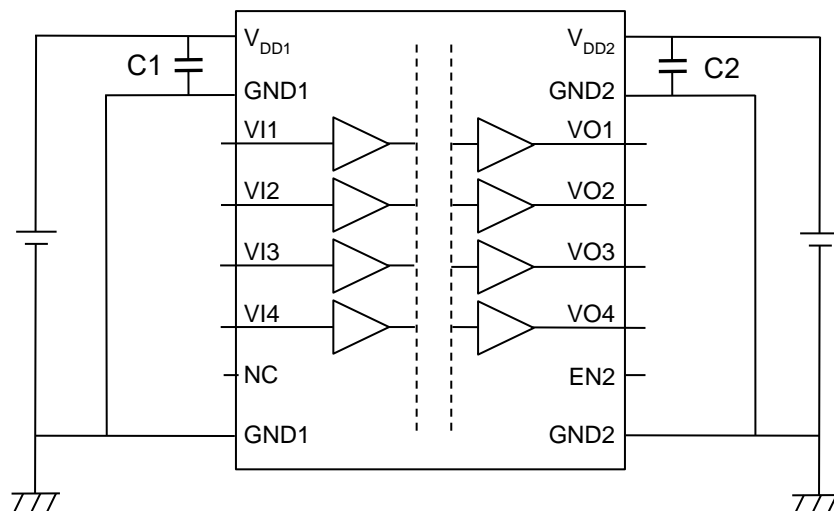 V_DD1
V_DD2
C1
C2
GND1
GND2
VI1
VO1
VI2
VO2
VI3
VO3
VI4
VO4
NC
EN2
GND1
GND2